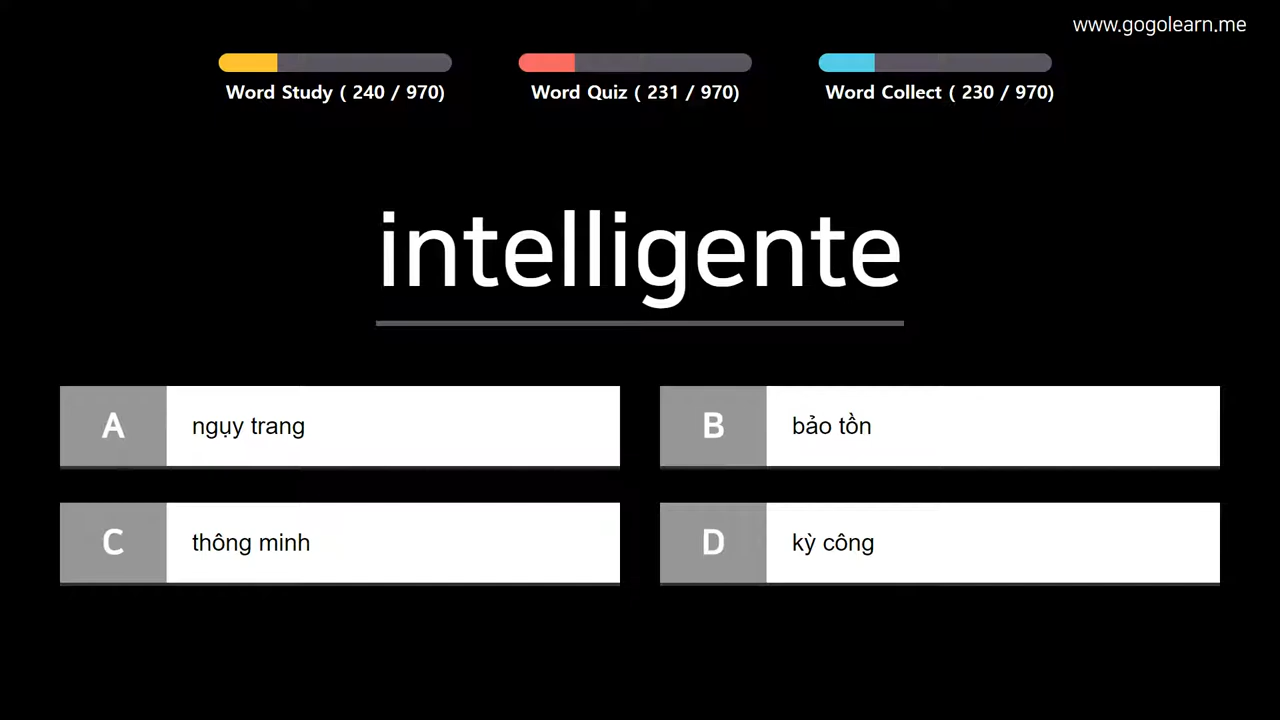 www.gogolearn.me
Word Study ( 240 / 970)
Word Quiz ( 231 / 970)
Word Collect ( 230 / 970)
intelligente
A
ngụy trang
B
bảo tồn
C
thông minh
D
kỳ công